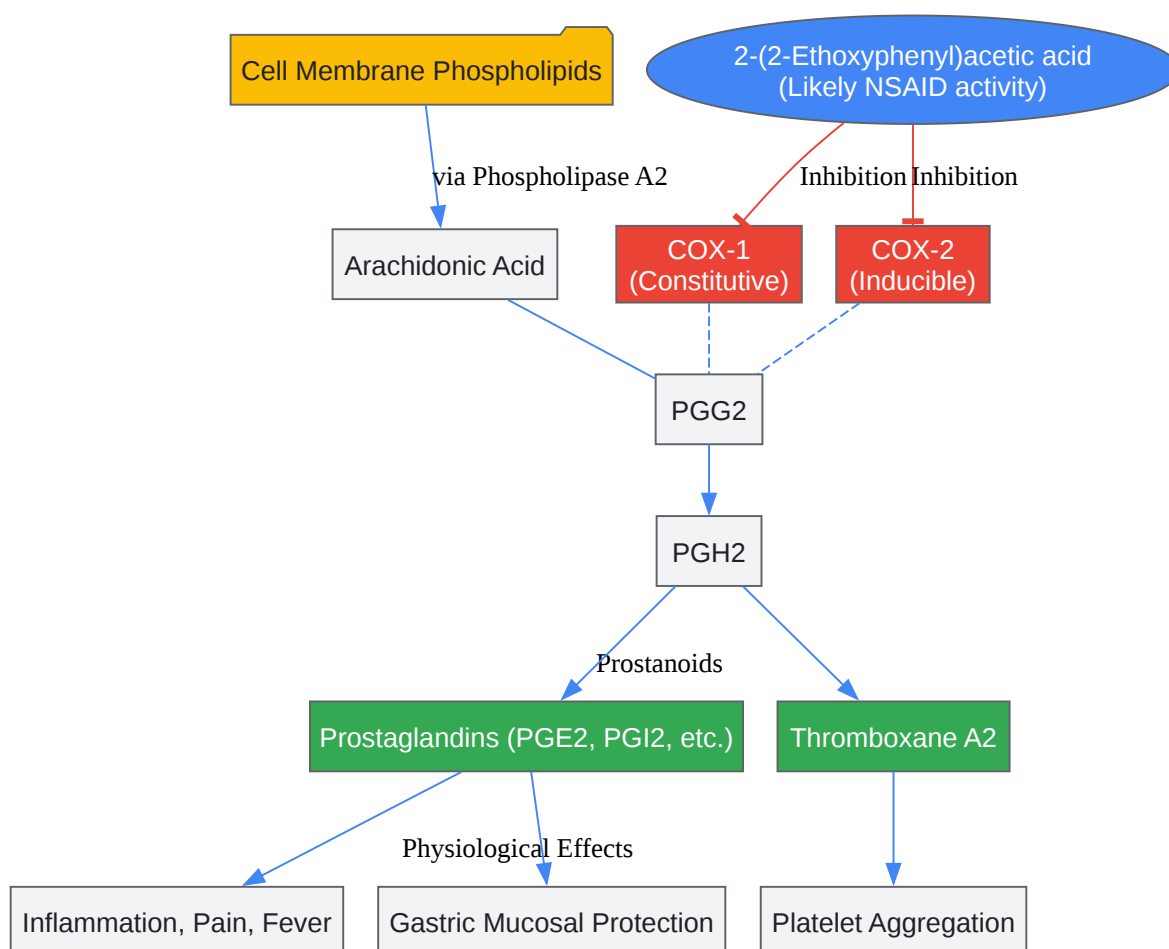 Cell Membrane Phospholipids
2-(2-Ethoxyphenyl)acetic acid
(Likely NSAID activity)
via Phospholipase A2
Inhibition
Inhibition
Arachidonic Acid
COX-1
(Constitutive)
COX-2
(Inducible)
PGG2
PGH2
Prostanoids
Prostaglandins (PGE2, PGI2, etc.)
Thromboxane A2
Physiological Effects
Inflammation, Pain, Fever
Gastric Mucosal Protection
Platelet Aggregation